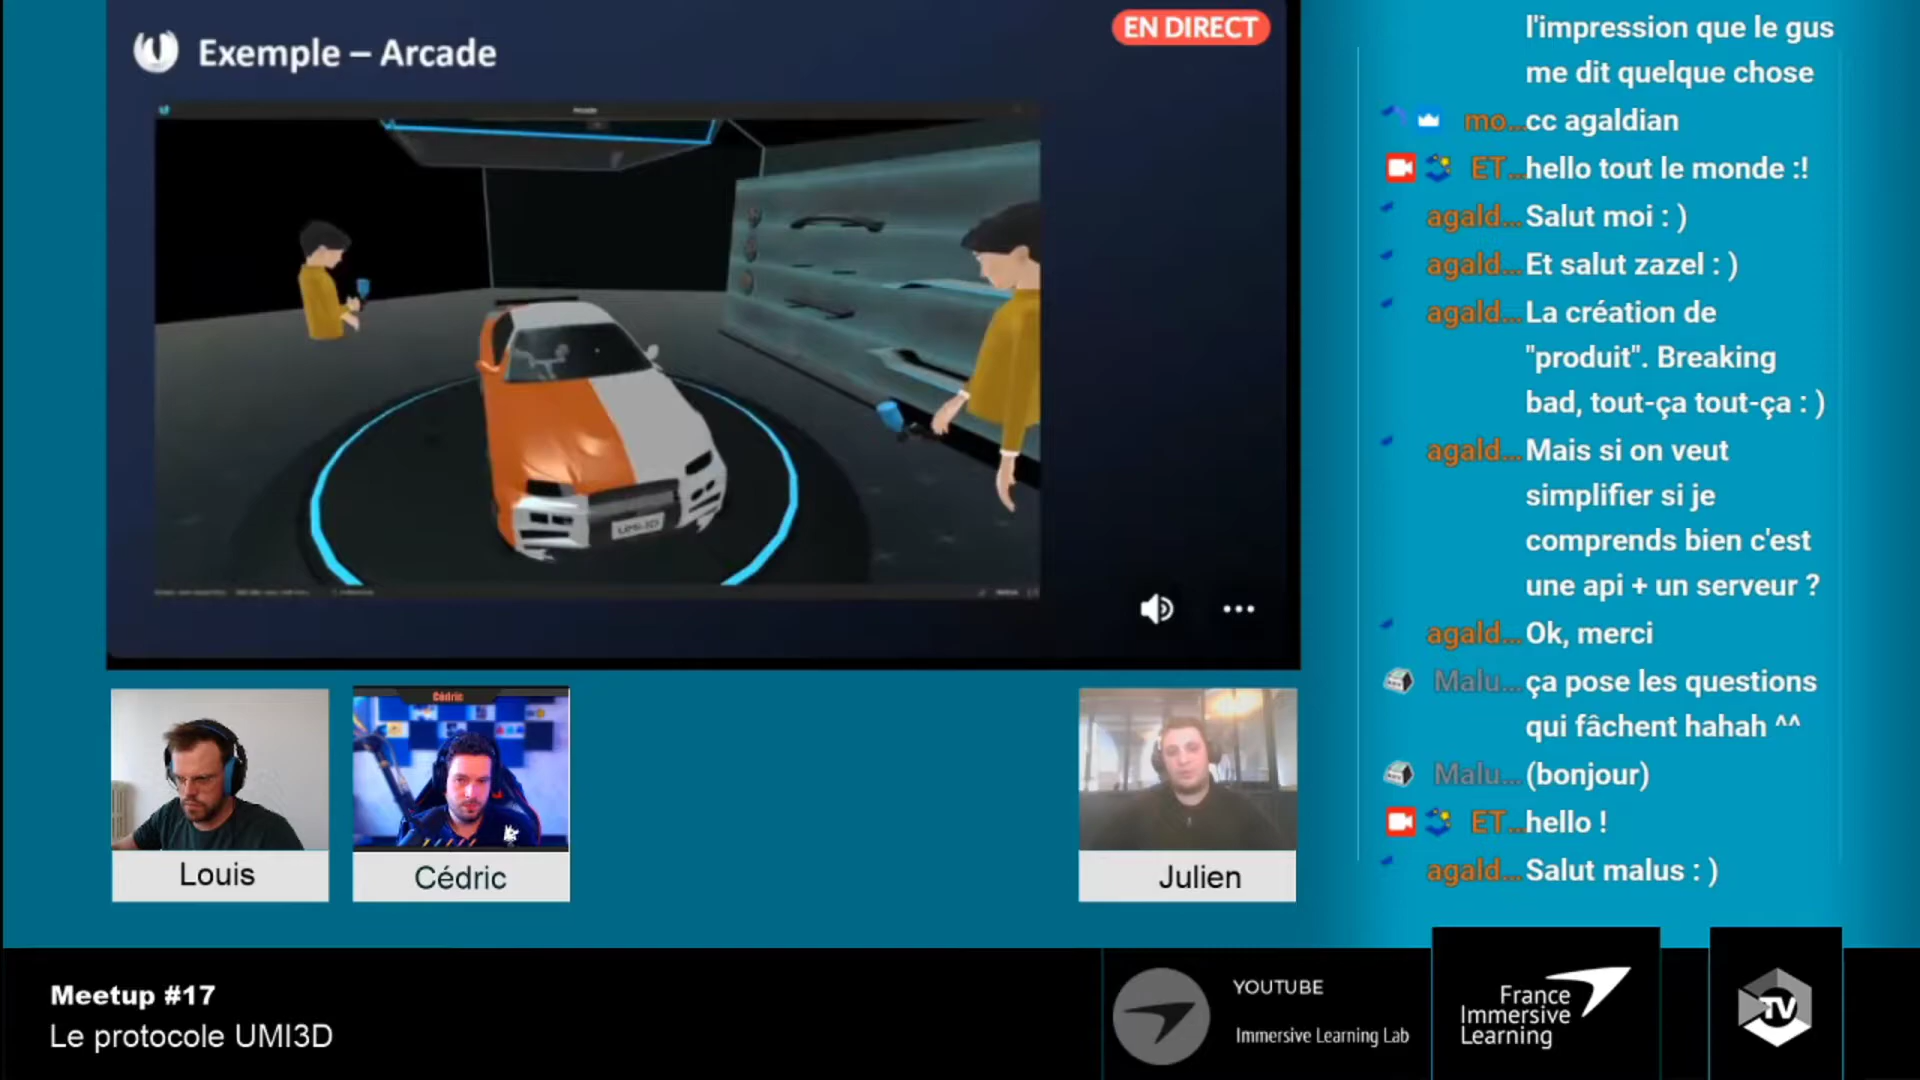 Exemple – Arcade
EN DIRECT
Arcade
UMI3D
Cédric
Louis
Cédric
Julien
l'impression que le gus
me dit quelque chose
mo... cc agaldian
ET... hello tout le monde :!
agald... Salut moi : )
agald... Et salut zazel : )
agald... La création de
"produit". Breaking
bad, tout-ça tout-ça : )
agald... Mais si on veut
simplifier si je
comprends bien c'est
une api + un serveur ?
agald... Ok, merci
Malu... ça pose les questions
qui fâchent hahah ^^
Malu... (bonjour)
ET... hello !
agald... Salut malus : )
Meetup #17
Le protocole UMI3D
YOUTUBE
Immersive Learning Lab
France
Immersive
Learning
TV